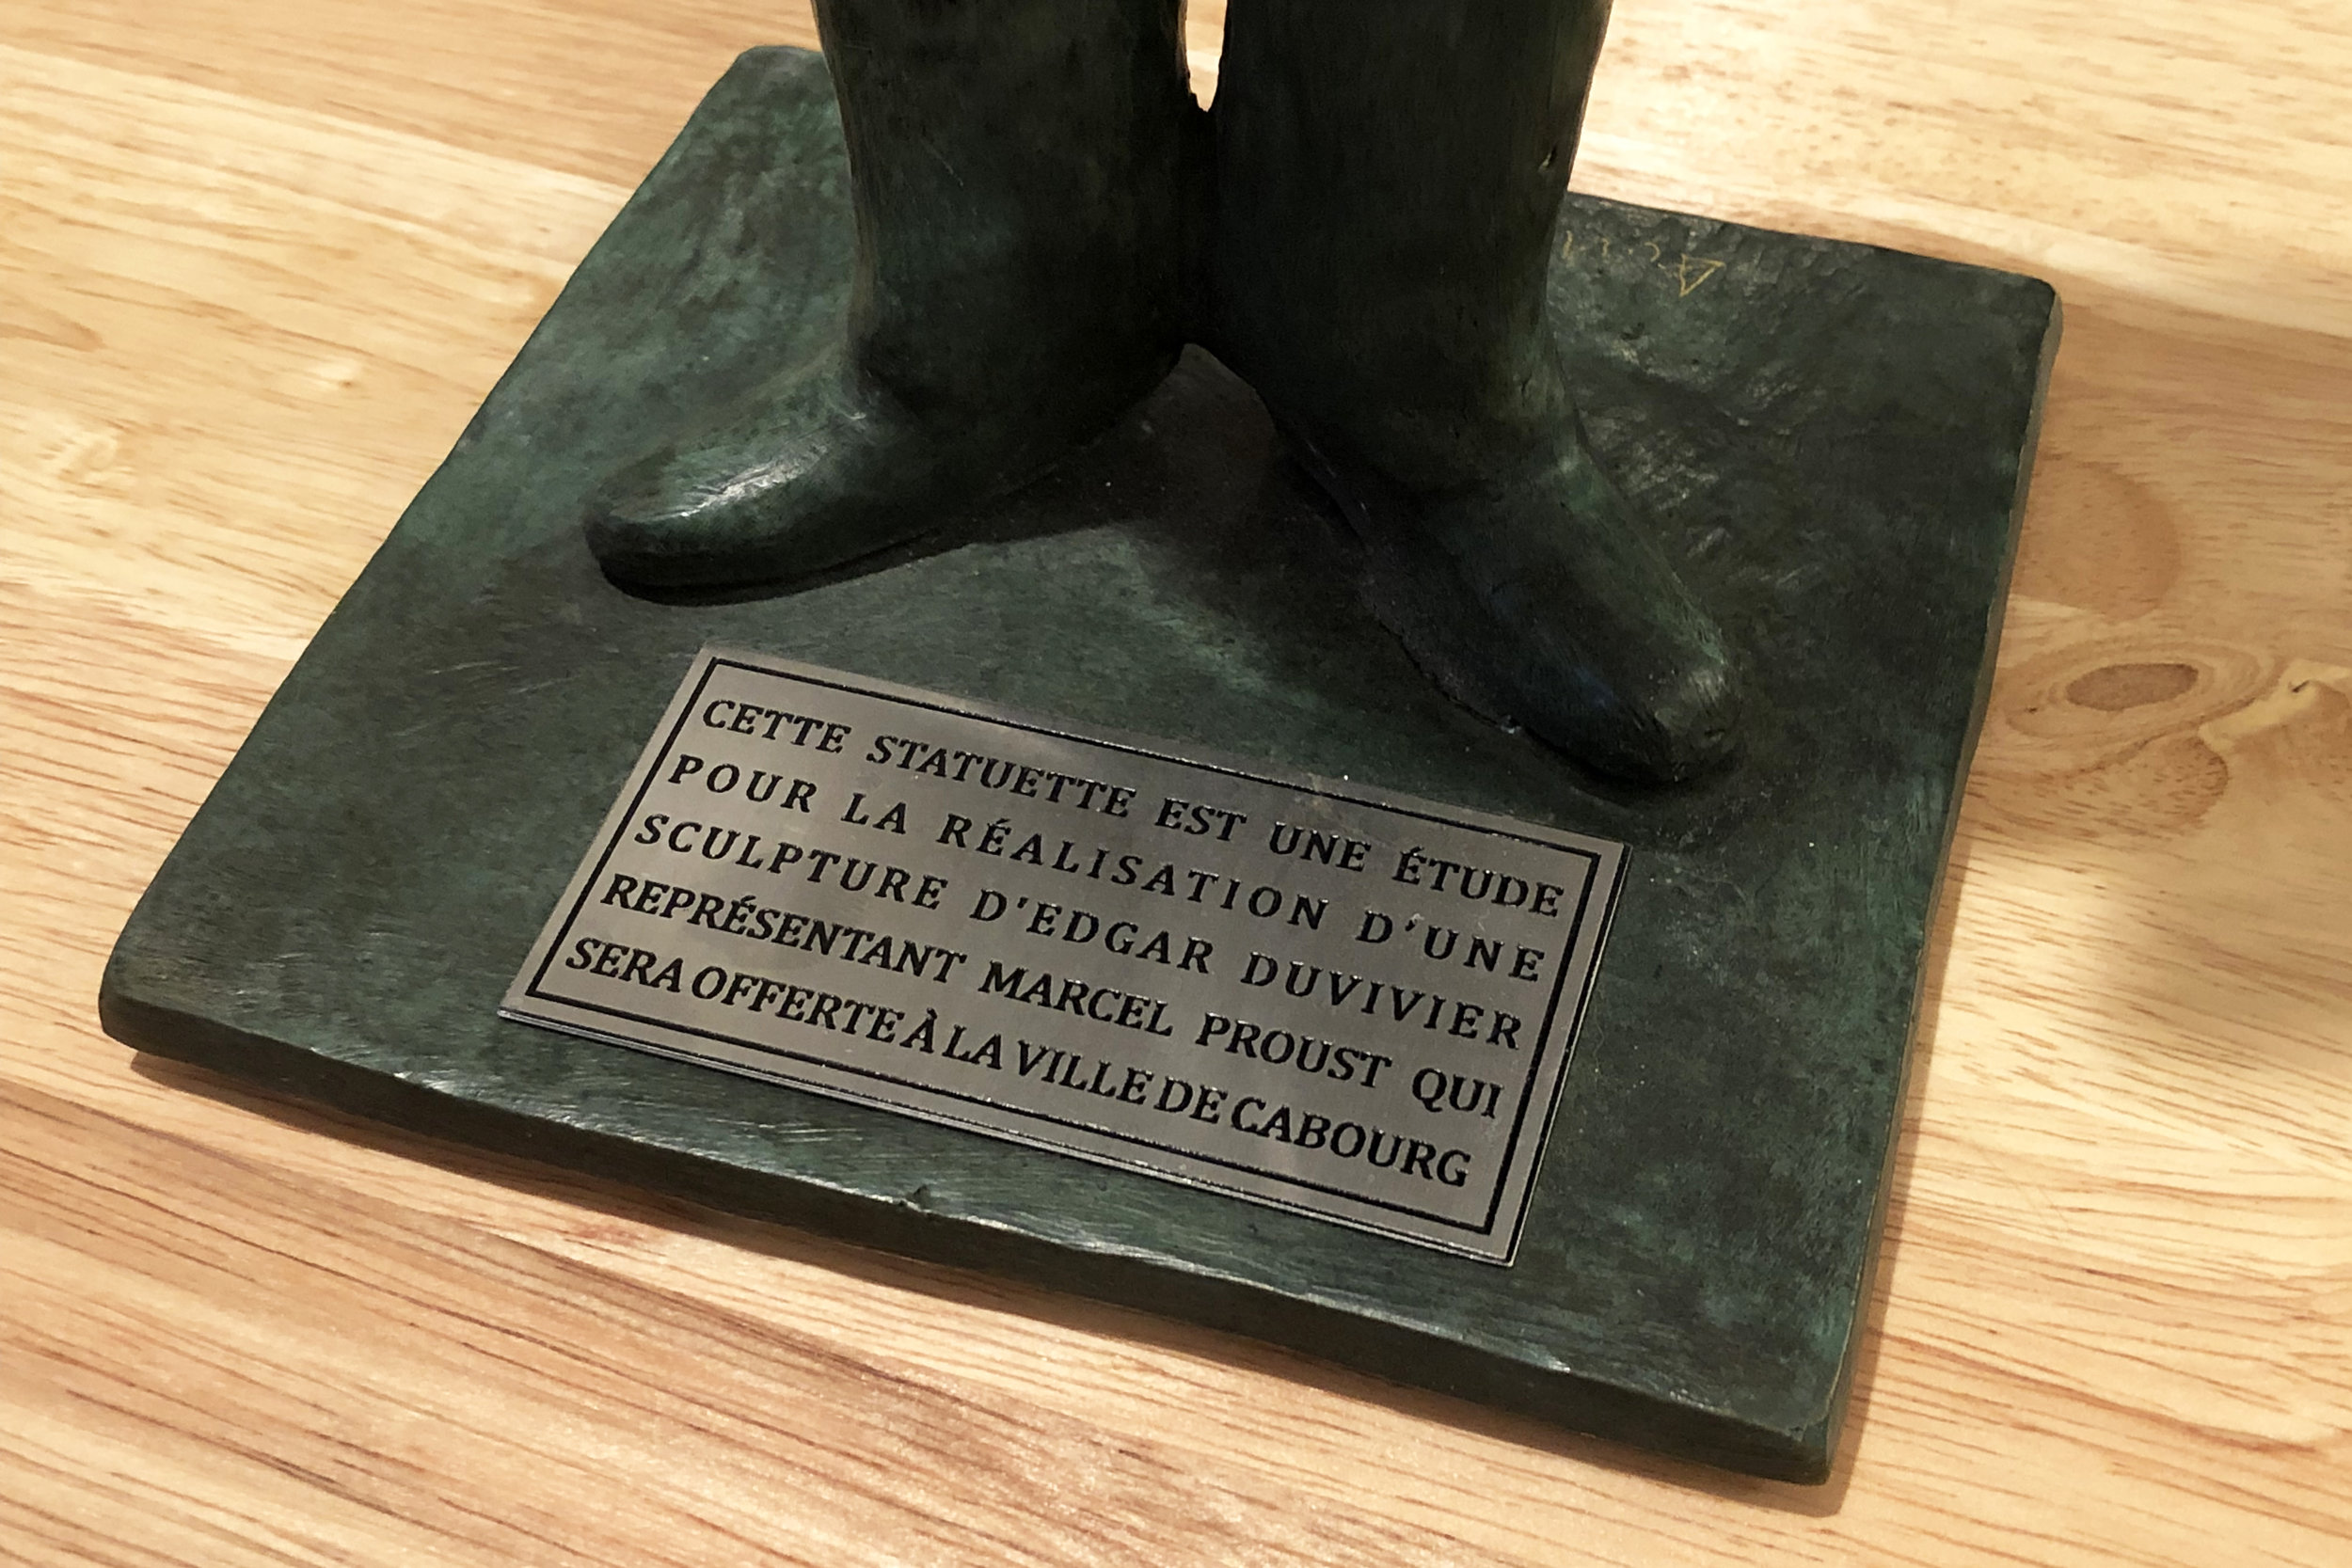 CETTE STATUETTE EST UNE ÉTUDE
POUR LA RÉALISATION D'UNE
SCULPTURE D'EDGAR DUVIVIER
REPRÉSENTANT MARCEL PROUST QUI
SERA OFFERTE À LA VILLE DE CABOURG